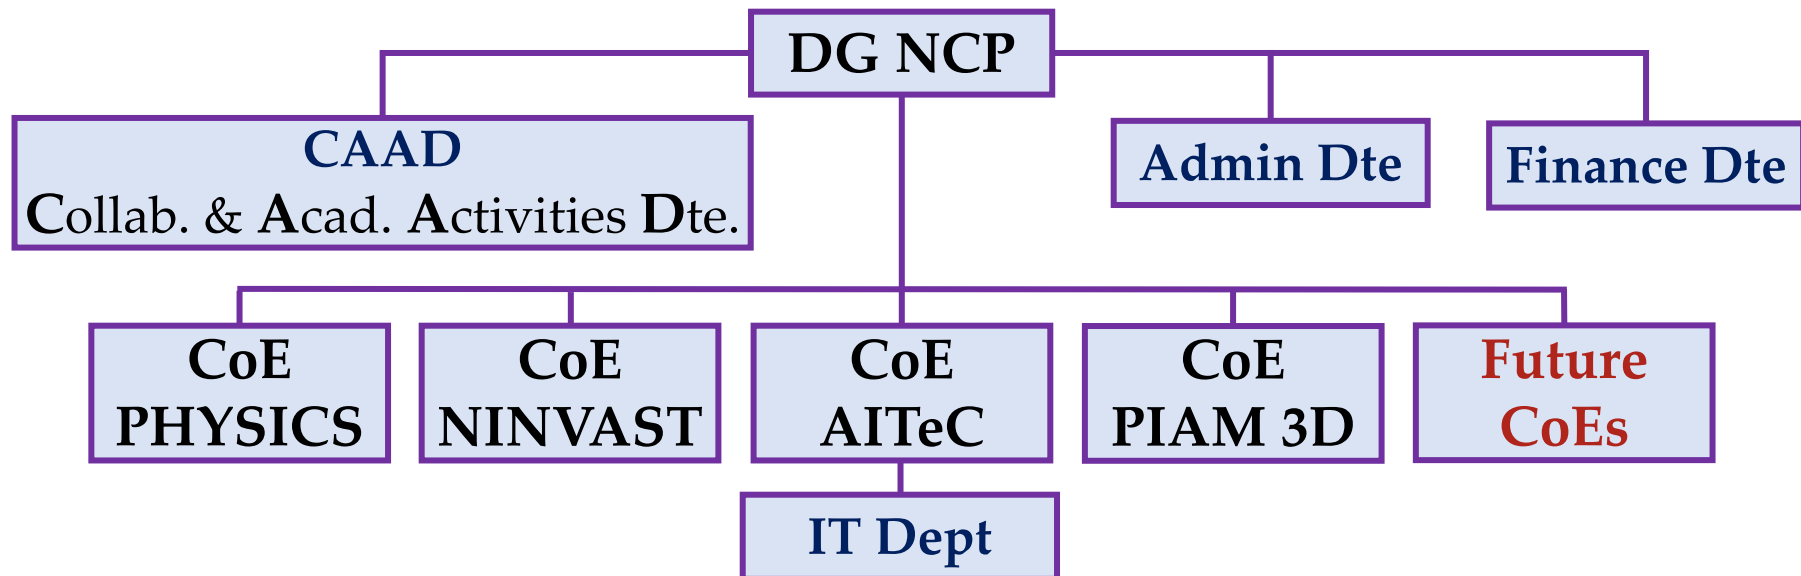 DG NCP
CAAD
Collab. & Acad. Activities Dte.
Admin Dte
Finance Dte
CoE
PHYSICS
CoE
NINVAST
CoE
AITeC
CoE
PIAM 3D
Future
CoEs
IT Dept